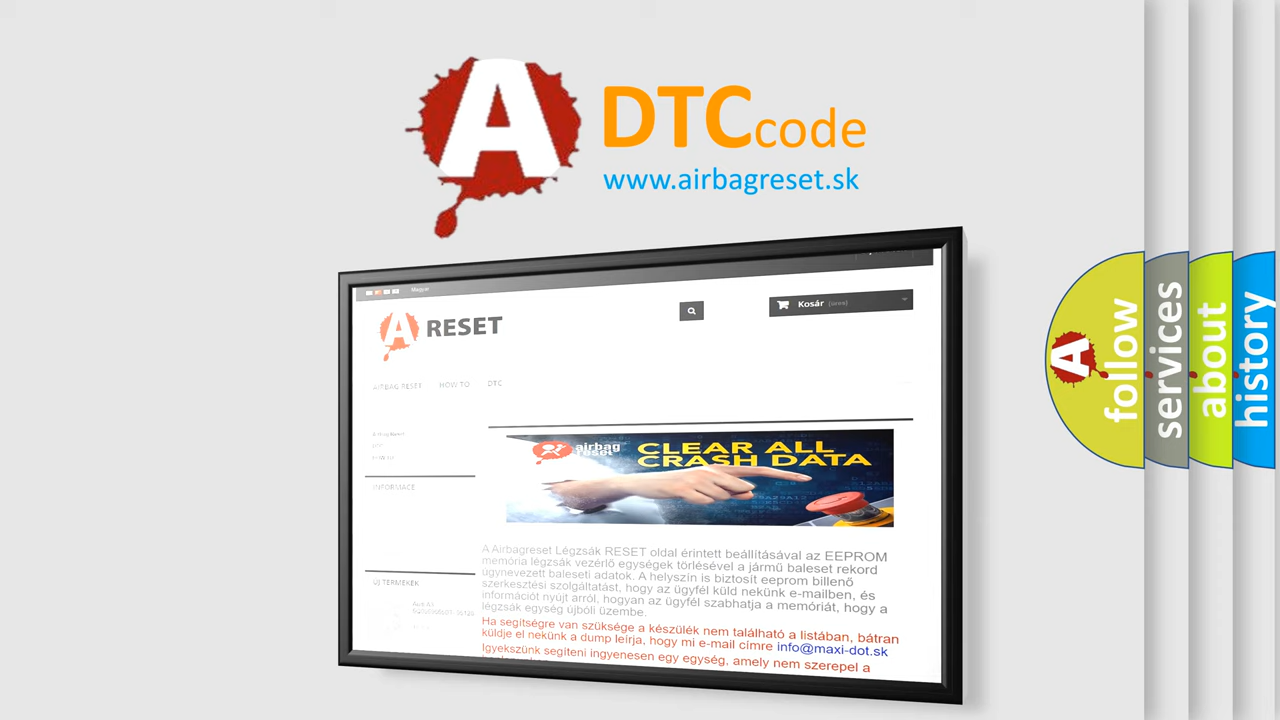 A
DTCcode
www.airbagreset.sk
Magyar
A RESET
Kosár (üres)
AIRBAG RESET HOW TO DTC
INFORMACE
airbag
reset
CLEAR ALL
CRASH DATA
A Airbagreset Légzsák RESET oldal érintett beállításával az EEPROM
memória légzsák vezérlő egységek törlésével a jármű baleset rekord
úgynevezett baleseti adatok. A helyszín is biztosít eeprom billenő
szerkesztési szolgáltatást, hogy az ügyfél küld nekünk e-mailben, és
információt nyújt arról, hogyan az ügyfél szabhatja a memóriát, hogy a
légzsák egység újbóli üzembe.
Ha segítségre van szüksége a készülék nem található a listában, bátran
küldje el nekünk a dump leírja, hogy mi e-mail címre info@maxi-dot.sk
Igyekszünk segíteni ingyenesen egy egység, amely nem szerepel a
ÚJ TERMÉKEK
A
follow
services
about
history